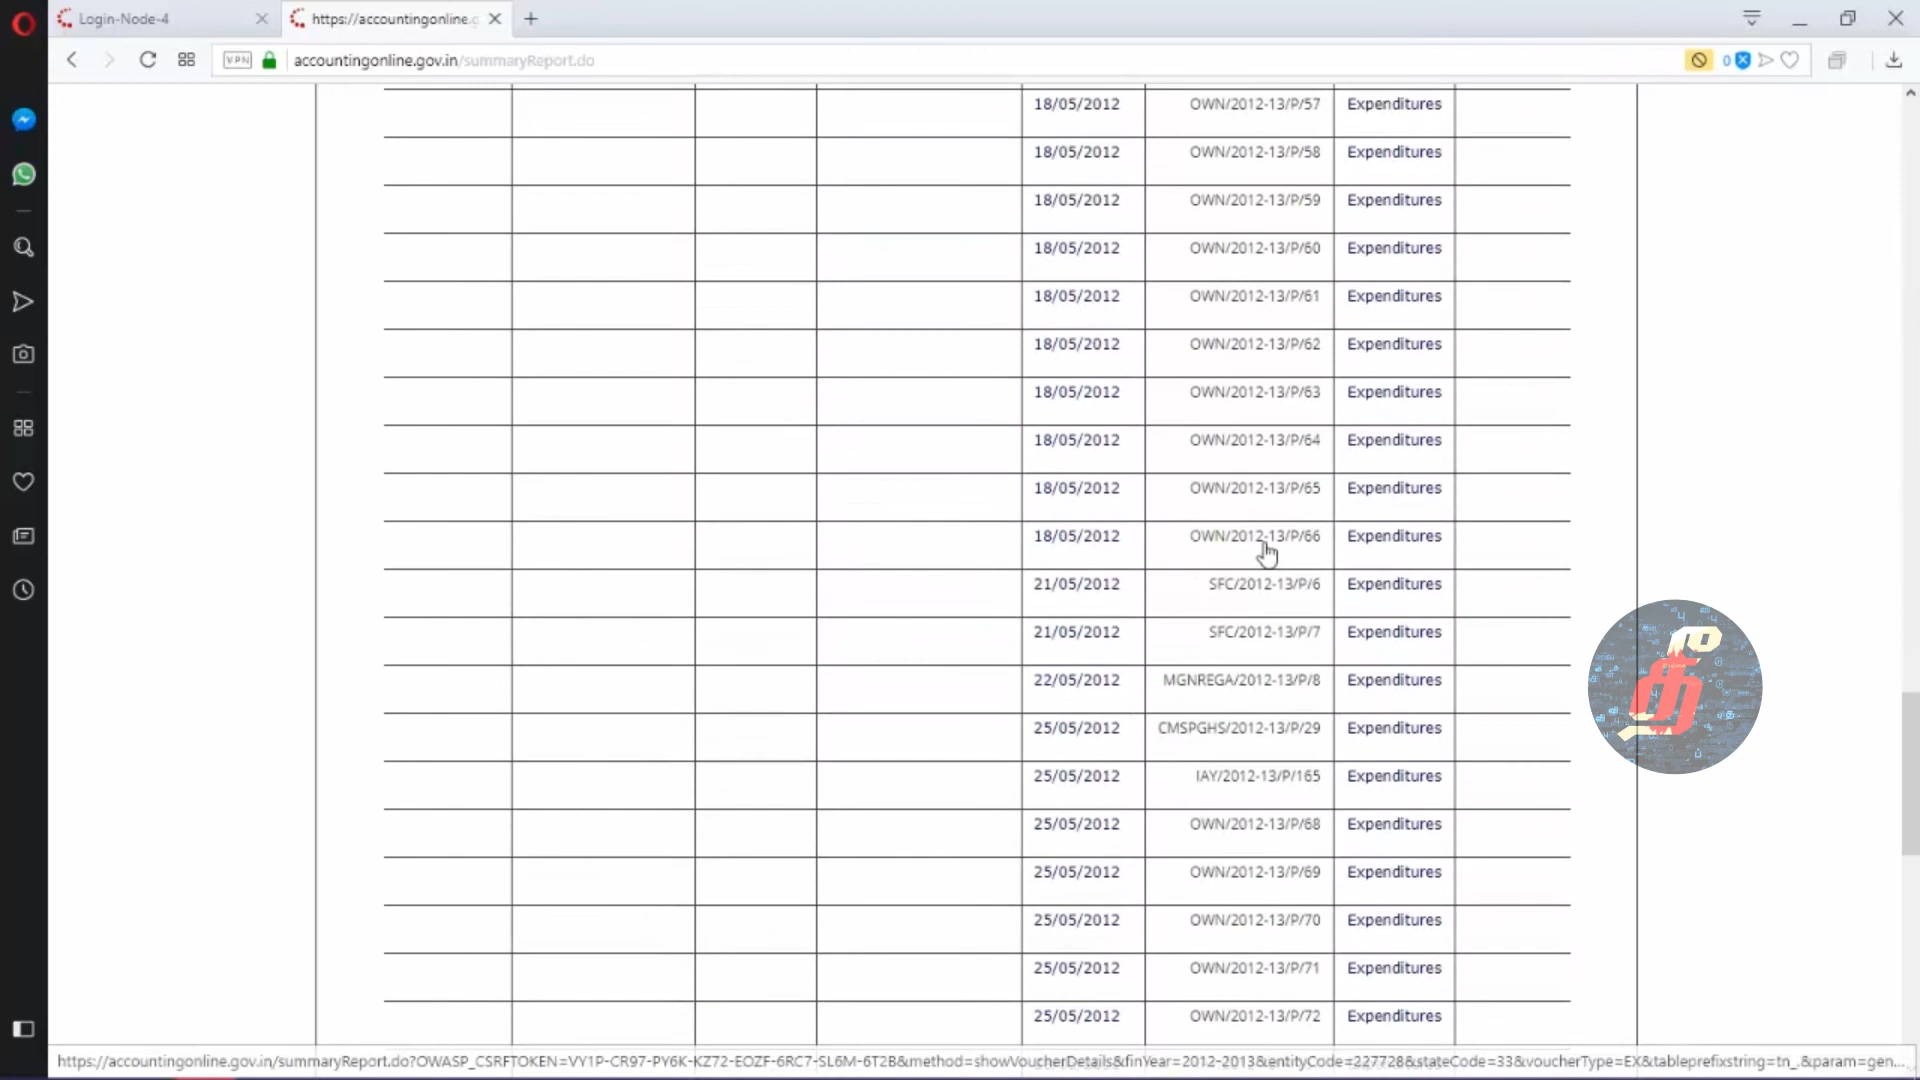 Login-Node-4
https://accountingonline.g
VPN
accountingonline.gov.in/summaryReport.do
0
18/05/2012 OWN/2012-13/P/57 Expenditures
18/05/2012 OWN/2012-13/P/58 Expenditures
18/05/2012 OWN/2012-13/P/59 Expenditures
18/05/2012 OWN/2012-13/P/60 Expenditures
18/05/2012 OWN/2012-13/P/61 Expenditures
18/05/2012 OWN/2012-13/P/62 Expenditures
18/05/2012 OWN/2012-13/P/63 Expenditures
18/05/2012 OWN/2012-13/P/64 Expenditures
18/05/2012 OWN/2012-13/P/65 Expenditures
18/05/2012 OWN/2012-13/P/66 Expenditures
21/05/2012 SFC/2012-13/P/6 Expenditures
21/05/2012 SFC/2012-13/P/7 Expenditures
22/05/2012 MGNREGA/2012-13/P/8 Expenditures
25/05/2012 CMSPGHS/2012-13/P/29 Expenditures
25/05/2012 IAY/2012-13/P/165 Expenditures
25/05/2012 OWN/2012-13/P/68 Expenditures
25/05/2012 OWN/2012-13/P/69 Expenditures
25/05/2012 OWN/2012-13/P/70 Expenditures
25/05/2012 OWN/2012-13/P/71 Expenditures
25/05/2012 OWN/2012-13/P/72 Expenditures
https://accountingonline.gov.in/summaryReport.do?OWASP_CSRFTOKEN=VY1P-CR97-PY6K-KZ72-EOZF-6RC7-SL6M-6T2B&method=showVoucherDetails&finYear=2012-2013&entityCode=227728&stateCode=33&voucherType=EX&tableprefixstring=tn_.&param=gen...